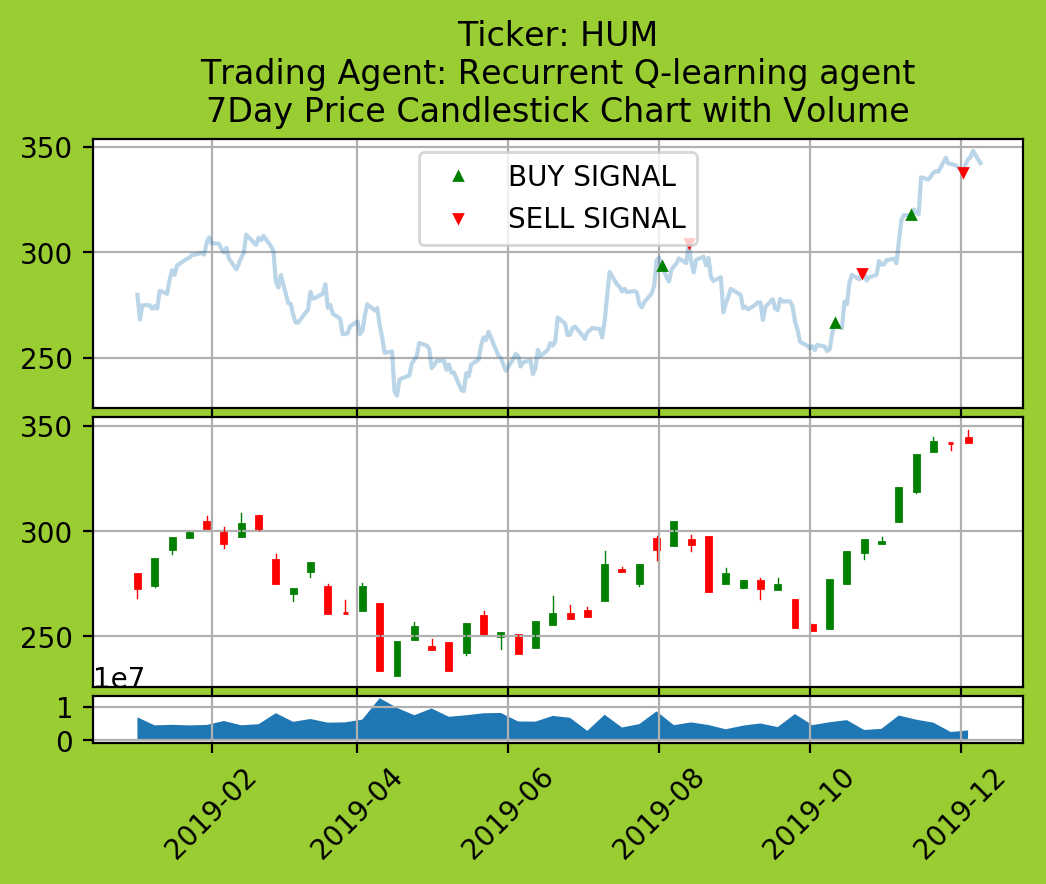 Ticker: HUM
Trading Agent: Recurrent Q-learning agent
7Day Price Candlestick Chart with Volume
350
300
250
BUY SIGNAL
SELL SIGNAL
350
300
250
1e7
1
0
2019-02
2019-04
2019-06
2019-08
2019-10
2019-12